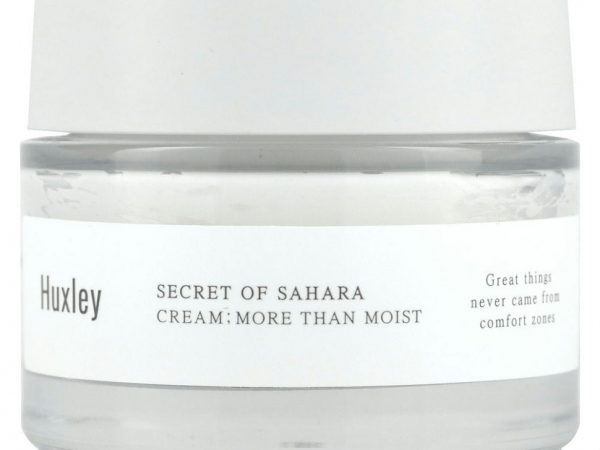 Huxley
SECRET OF SAHARA
CREAM; MORE THAN MOIST
Great things
never came from
comfort zones